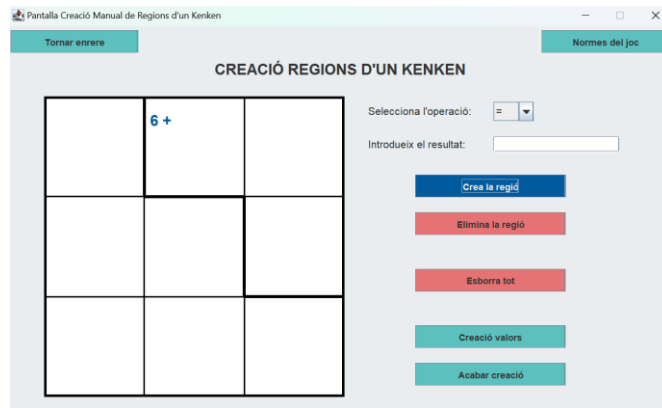 Pantalla Creació Manual de Regions d'un Kenken
Tornar enrere
Normes del joc
CREACIÓ REGIONS D'UN KENKEN
6 +
Selecciona l'operació: =
Introdueix el resultat:
Crea la regió
Elimina la regió
Esborra tot
Creació valors
Acabar creació